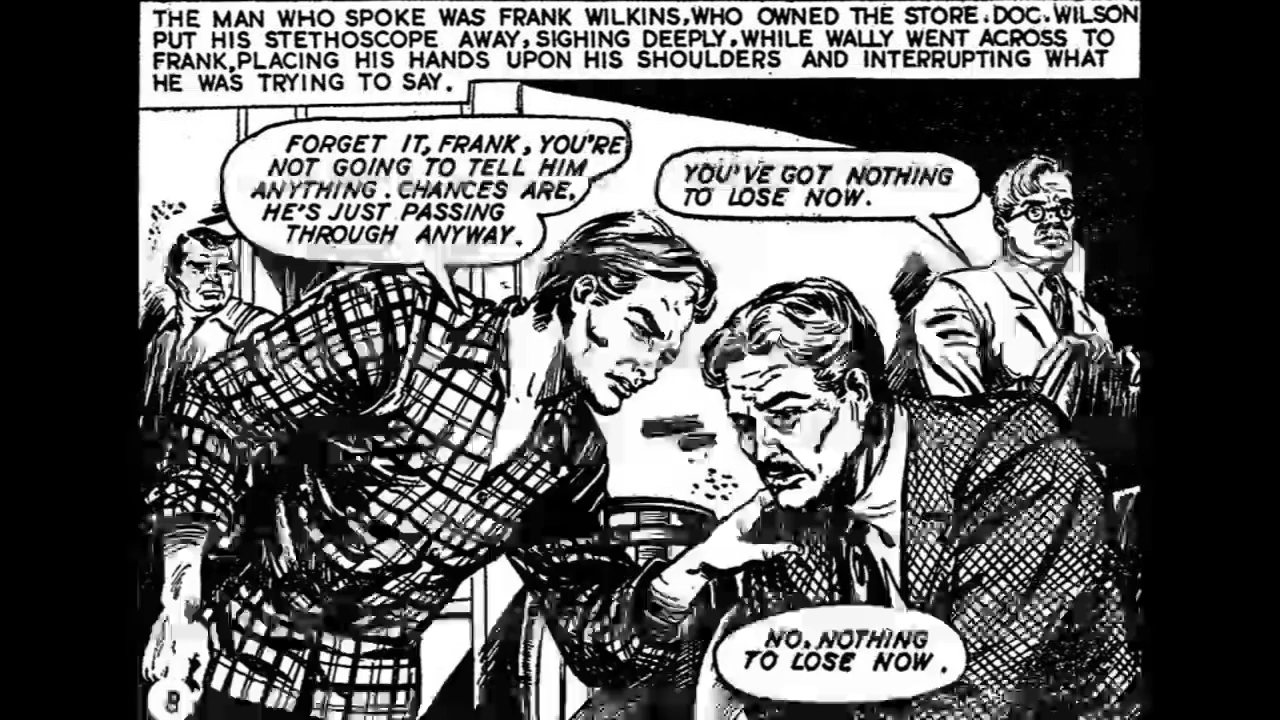 THE MAN WHO SPOKE WAS FRANK WILKINS, WHO OWNED THE STORE. DOC. WILSON
PUT HIS STETHOSCOPE AWAY, SIGHING DEEPLY, WHILE WALLY WENT ACROSS TO
FRANK, PLACING HIS HANDS UPON HIS SHOULDERS AND INTERRUPTING WHAT
HE WAS TRYING TO SAY.
FORGET IT, FRANK, YOU'RE
NOT GOING TO TELL HIM
ANYTHING. CHANCES ARE,
HE'S JUST PASSING
THROUGH ANYWAY.
YOU'VE GOT NOTHING
TO LOSE NOW.
NO, NOTHING
TO LOSE NOW.
8